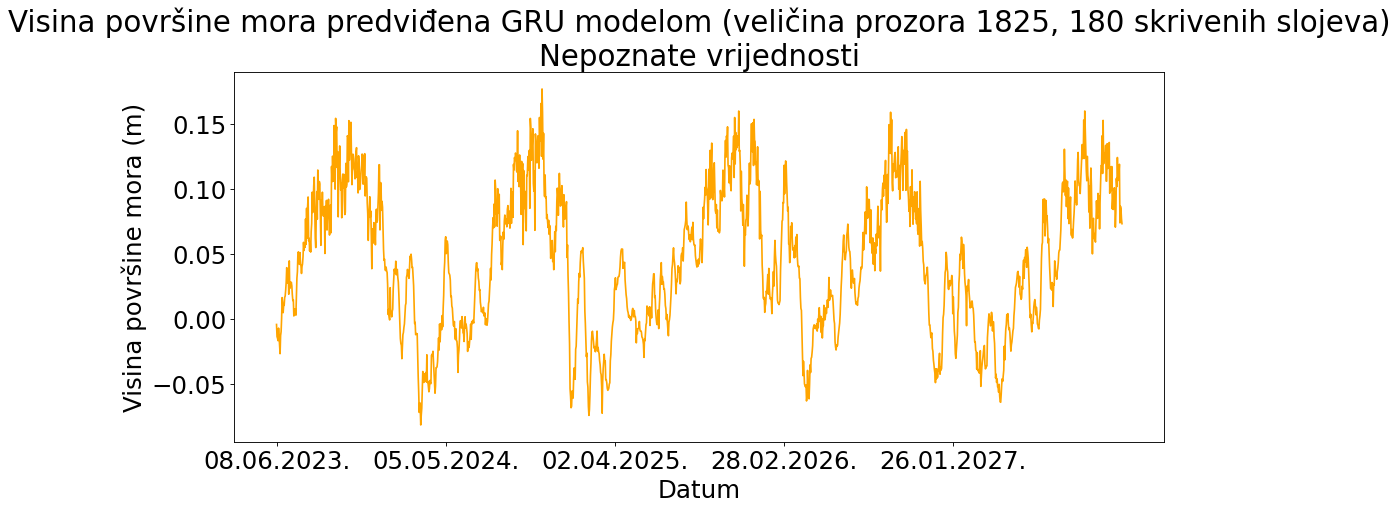 Visina površine mora predviđena GRU modelom (veličina prozora 1825, 180 skrivenih slojeva)
Nepoznate vrijednosti
Visina površine mora (m)
0.15
0.10
0.05
0.00
−0.05
08.06.2023. 05.05.2024. 02.04.2025. 28.02.2026. 26.01.2027.
Datum